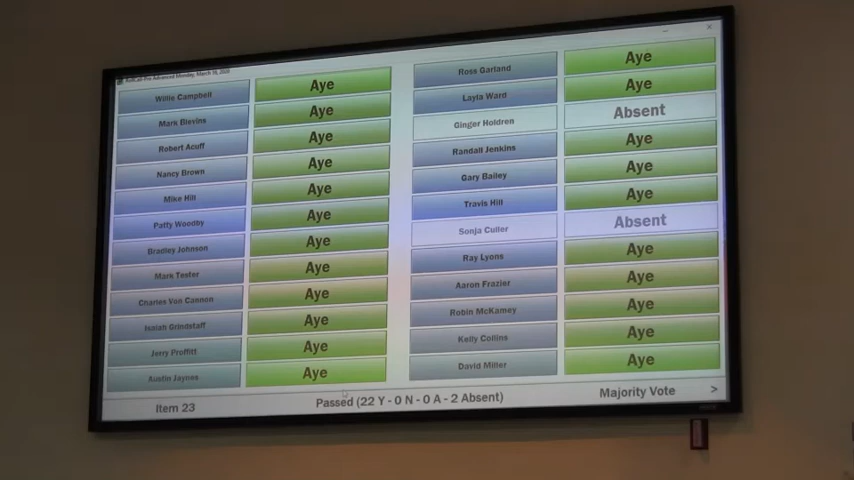 Advanced Monday, March 16,
Willie Campbell Aye
Mark Blevins Aye
Robert Acuff Aye
Nancy Brown Aye
Mike Hill Aye
Patty Woodby Aye
Bradley Johnson Aye
Mark Tester Aye
Charles Von Cannon Aye
Isaiah Grindstaff Aye
Jerry Proffitt Aye
Austin Jaynes Aye
Ross Garland Aye
Layla Ward Aye
Ginger Holdren Absent
Randall Jenkins Aye
Gary Bailey Aye
Travis Hill Aye
Sonja Culler Absent
Ray Lyons Aye
Aaron Frazier Aye
Robin McKamey Aye
Kelly Collins Aye
David Miller Aye
Item 23 Passed (22 Y - 0 N - 0 A - 2 Absent) Majority Vote >